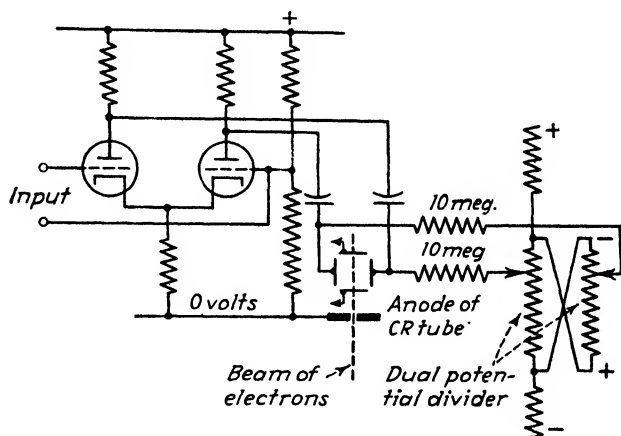 +
Input
0 volts
10 meg.
10 meg
+
−
Anode of
CR tube
+
Beam of
electrons
Dual poten-
tial divider
−